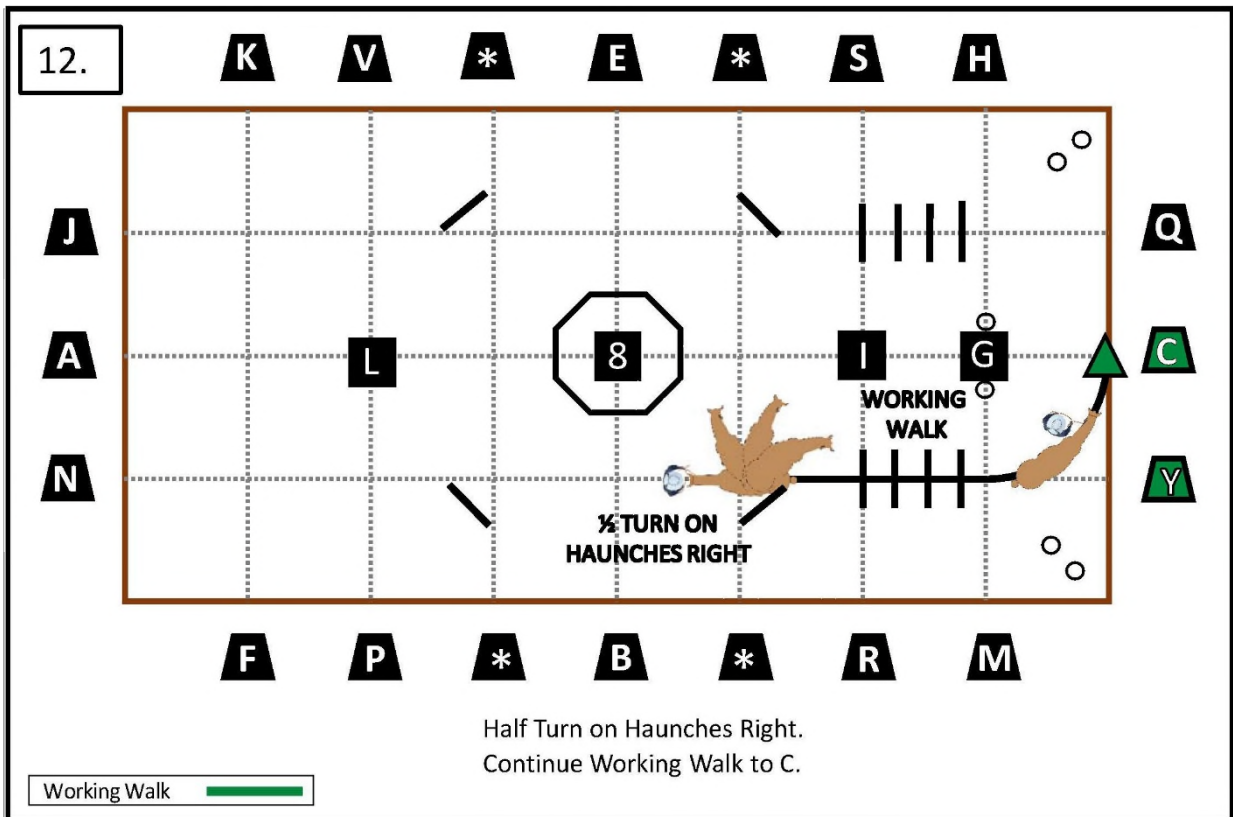 12.
K V * E * S H
J Q
A L 8 I G C
WORKING
WALK
N Y
½ TURN ON
HAUNCHES RIGHT
F P * B * R M
Half Turn on Haunches Right.
Continue Working Walk to C.
Working Walk